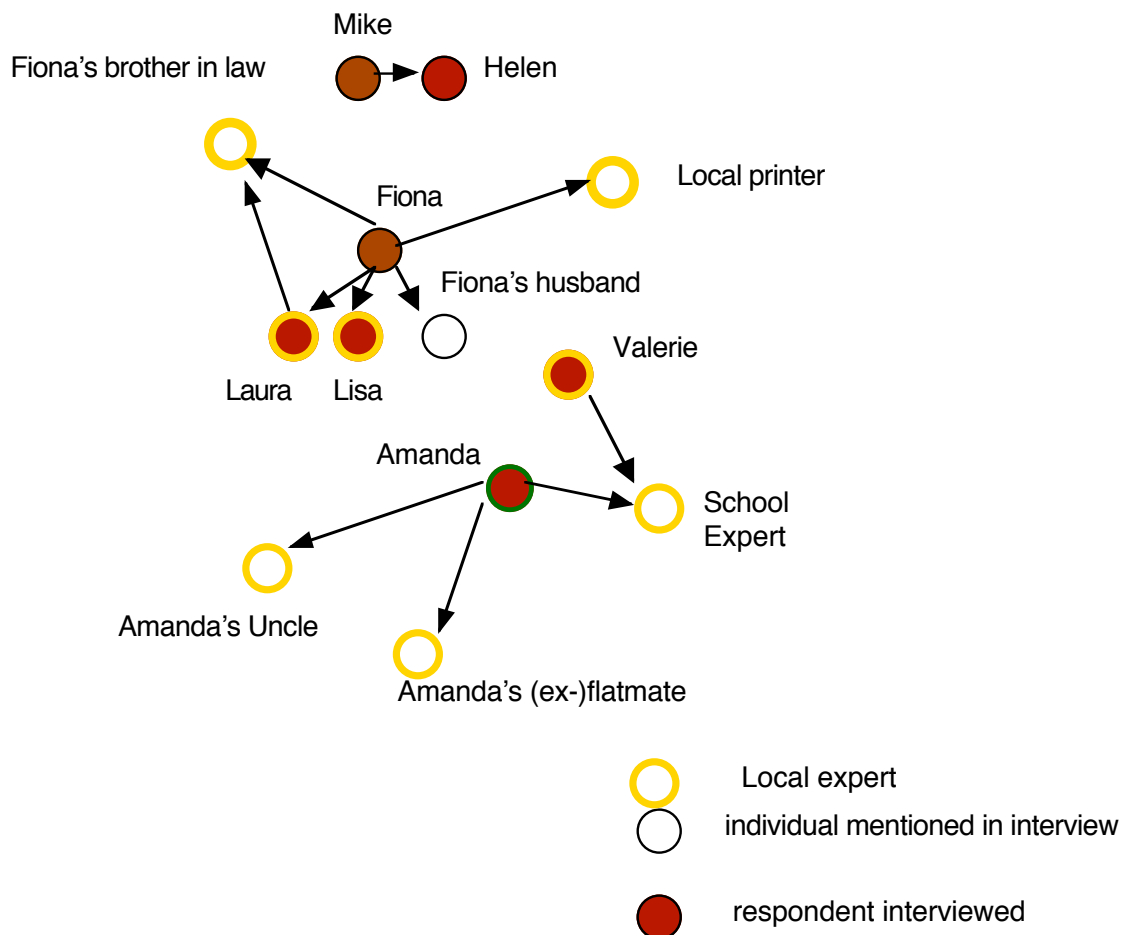 Mike
Fiona’s brother in law
Helen
Local printer
Fiona
Fiona’s husband
Valerie
Laura
Lisa
Amanda
School
Expert
Amanda’s Uncle
Amanda’s (ex-)flatmate
Local expert
individual mentioned in interview
respondent interviewed